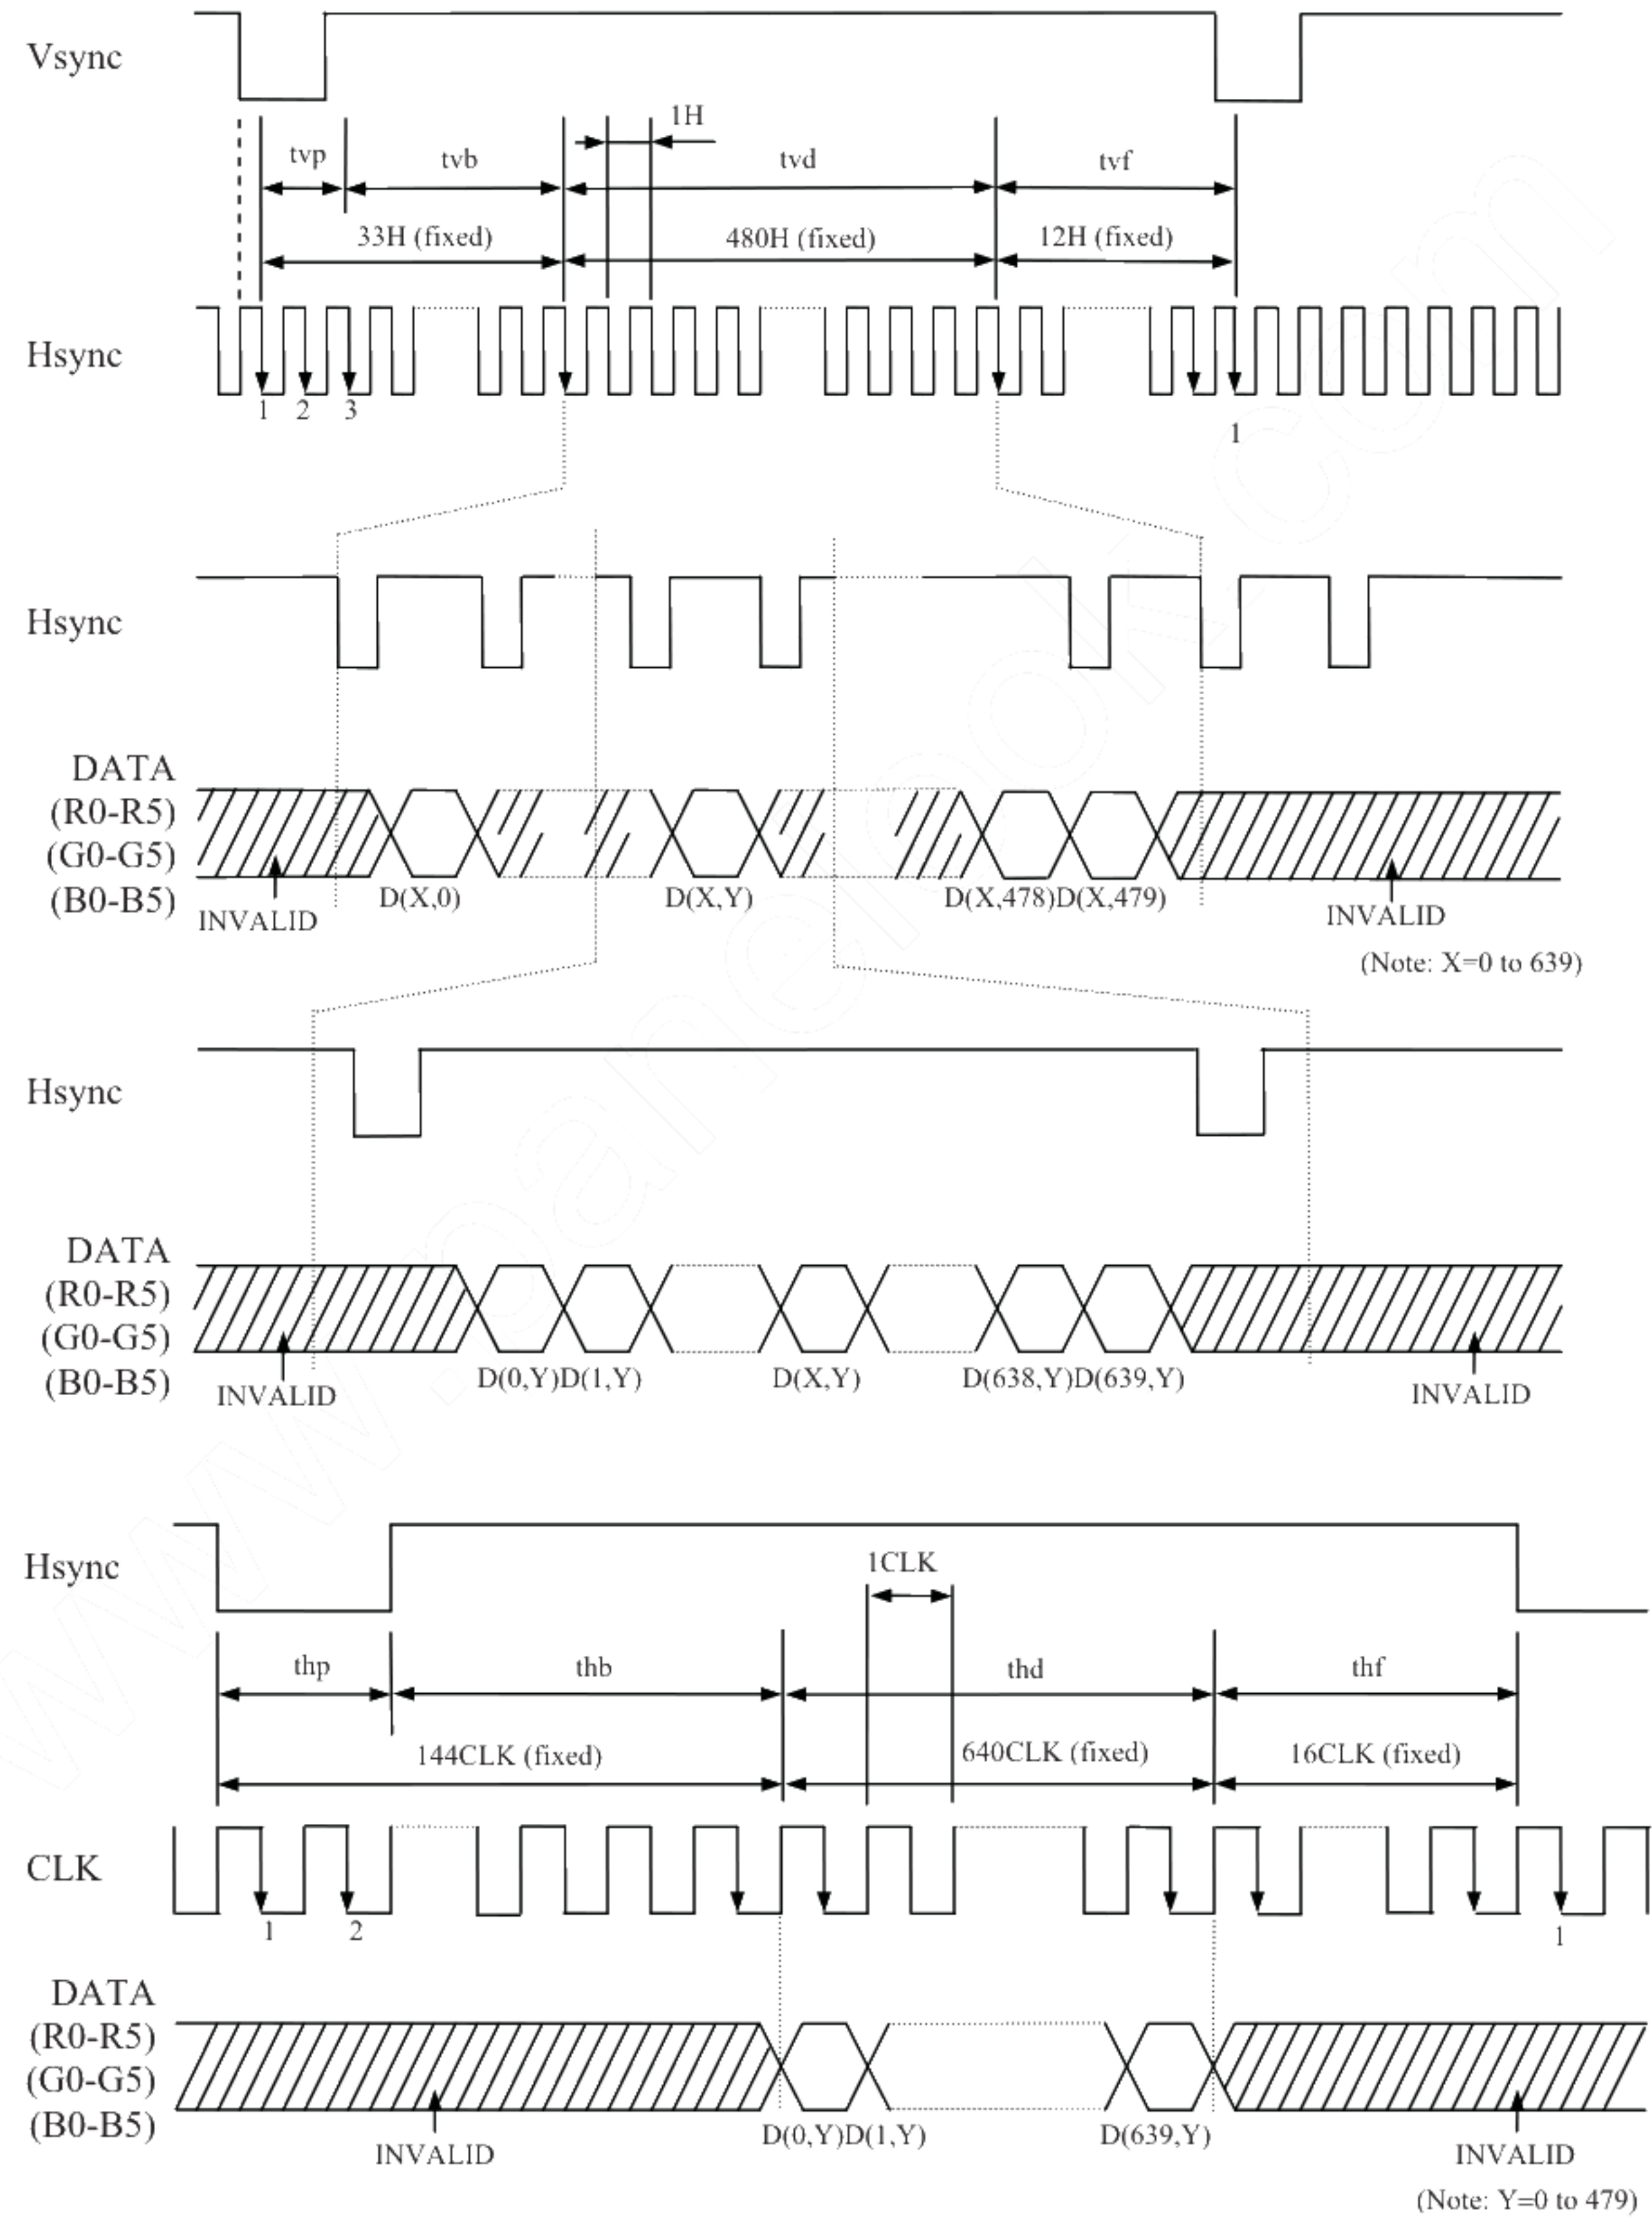 Vsync
1H
tvp tvb tvd tvf
33H (fixed) 480H (fixed) 12H (fixed)
Hsync
1 2 3
1
Hsync
DATA
(R0-R5)
(G0-G5)
(B0-B5)
INVALID D(X,0) D(X,Y) D(X,478)D(X,479) INVALID
(Note: X=0 to 639)
Hsync
DATA
(R0-R5)
(G0-G5)
(B0-B5)
INVALID D(0,Y)D(1,Y) D(X,Y) D(638,Y)D(639,Y) INVALID
Hsync
1CLK
thp thb thd thf
144CLK (fixed) 640CLK (fixed) 16CLK (fixed)
CLK
1 2 1
DATA
(R0-R5)
(G0-G5)
(B0-B5)
INVALID D(0,Y)D(1,Y) D(639,Y) INVALID
(Note: Y=0 to 479)
www.panelook.com